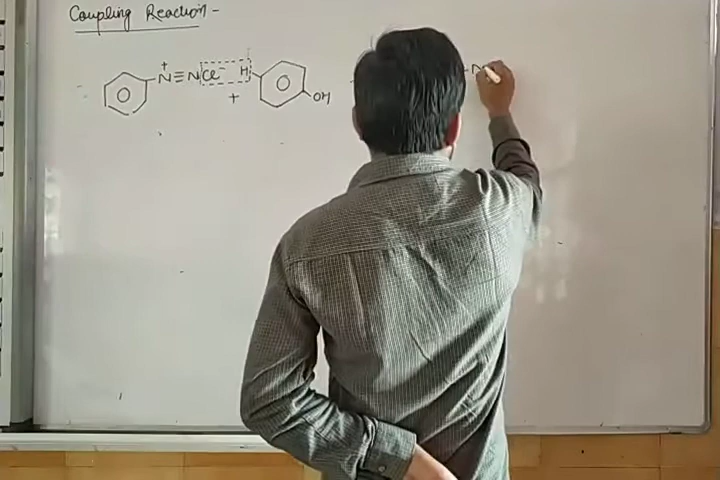 Coupling Reaction -
+
N≡NCl⁻ H
+ OH
N